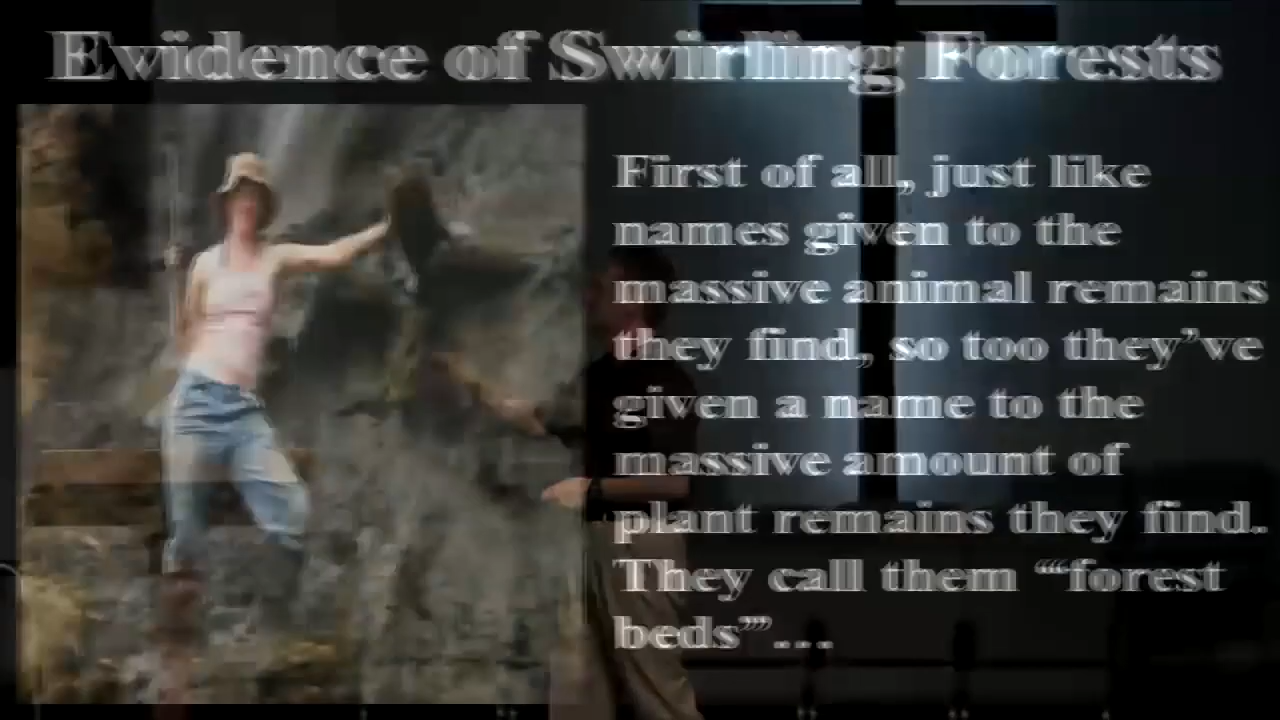 Evidence of Swirling Forests
First of all, just like
names given to the
massive animal remains
they find, so too they've
given a name to the
massive amount of
plant remains they find.
They call them “forest
beds”…